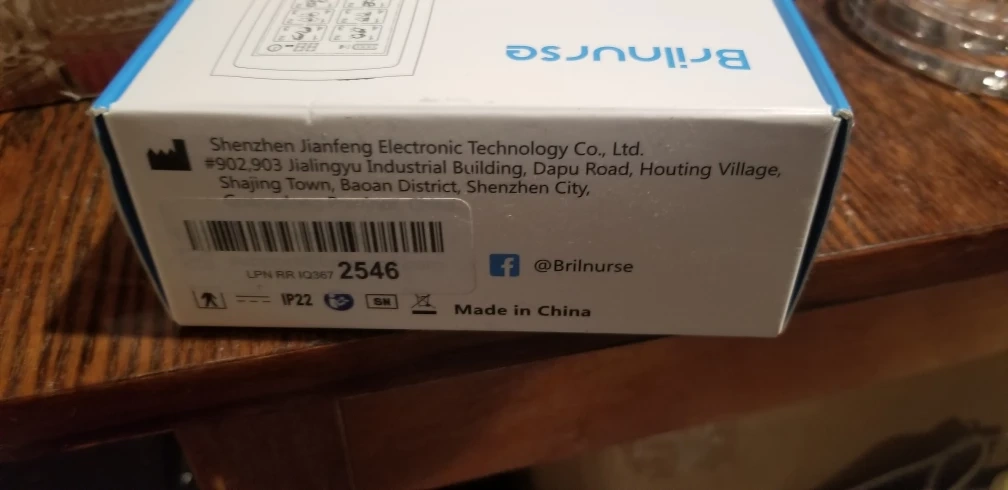 Brilnurse
Shenzhen Jianfeng Electronic Technology Co., Ltd.
#902,903 Jialingyu Industrial Building, Dapu Road, Houting Village,
Shajing Town, Baoan District, Shenzhen City,
LPN RR IQ367 2546
@Brilnurse
IP22 SN
Made in China